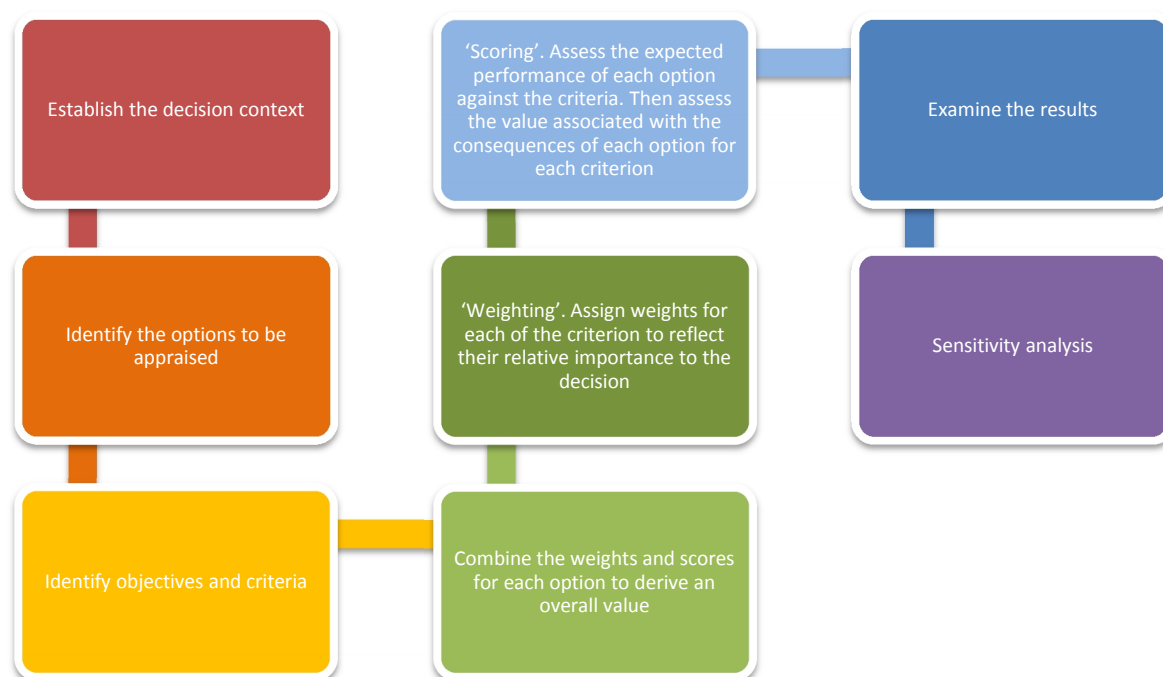 Establish the decision context
Identify the options to be
appraised
Identify objectives and criteria
Combine the weights and scores
for each option to derive an
overall value
‘Weighting’. Assign weights for
each of the criterion to reflect
their relative importance to the
decision
‘Scoring’. Assess the expected
performance of each option
against the criteria. Then assess
the value associated with the
consequences of each option for
each criterion
Examine the results
Sensitivity analysis